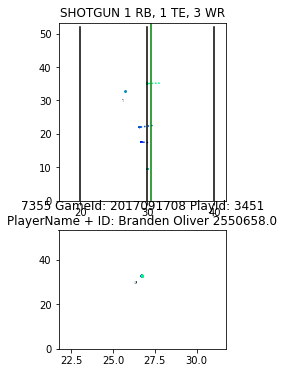 SHOTGUN 1 RB, 1 TE, 3 WR
50
40
30
20
10
0
20 30 40
7355 GameId: 2017091708 PlayId: 3451
PlayerName + ID: Branden Oliver 2550658.0
40
20
0
22.5 25.0 27.5 30.0